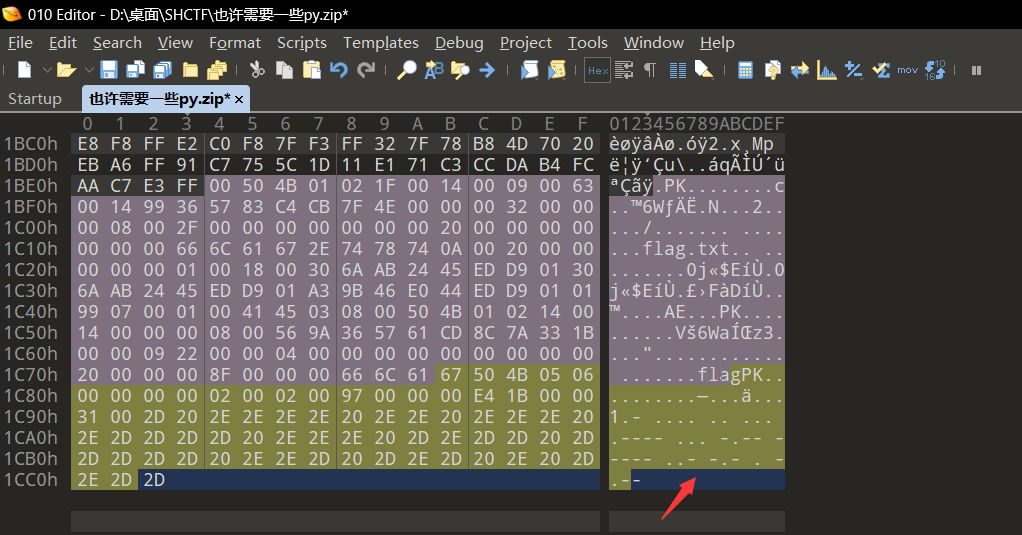 010 Editor - D:\桌面\SHCTF\也许需要一些py.zip*
File Edit Search View Format Scripts Templates Debug Project Tools Window Help
Hex mov
Startup 也许需要一些py.zip* ×
0 1 2 3 4 5 6 7 8 9 A B C D E F 0123456789ABCDEF
1BC0h E8 F8 FF E2 C0 F8 7F F3 FF 32 7F 78 B8 4D 70 20 èøÿâÀø.óÿ2.x¸Mp
1BD0h EB A6 FF 91 C7 75 5C 1D 11 E1 71 C3 CC DA B4 FC ë¦ÿ‘Çu\..áqÃÌÚ´ü
1BE0h AA C7 E3 FF 00 50 4B 01 02 1F 00 14 00 09 00 63 ªÇãÿ.PK........c
1BF0h 00 14 99 36 57 83 C4 CB 7F 4E 00 00 00 32 00 00 ..™6WƒÄË.N...2..
1C00h 00 08 00 2F 00 00 00 00 00 00 00 20 00 00 00 00 .../....... ....
1C10h 00 00 00 66 6C 61 67 2E 74 78 74 0A 00 20 00 00 ...flag.txt.. ..
1C20h 00 00 00 01 00 18 00 30 6A AB 24 45 ED D9 01 30 .......0j«$EíÙ.0
1C30h 6A AB 24 45 ED D9 01 A3 9B 46 E0 44 ED D9 01 01 j«$EíÙ.£›FàDíÙ..
1C40h 99 07 00 01 00 41 45 03 08 00 50 4B 01 02 14 00 ™....AE...PK....
1C50h 14 00 00 00 08 00 56 9A 36 57 61 CD 8C 7A 33 1B ......Vš6WaÍŒz3.
1C60h 00 00 09 22 00 00 04 00 00 00 00 00 00 00 00 00 ..."............
1C70h 20 00 00 00 8F 00 00 00 66 6C 61 67 50 4B 05 06 .......flagPK..
1C80h 00 00 00 00 02 00 02 00 97 00 00 00 E4 1B 00 00 ........—...ä...
1C90h 31 00 2D 20 2E 2E 2E 2E 20 2E 2E 2E 20 2E 2E 20 1.- .... ... ..
1CA0h 2E 2D 2D 2D 2D 20 2E 2E 2E 20 2D 2E 2D 2D 20 2D .---- ... -.-- -
1CB0h 2D 2D 2D 2D 20 2E 2E 2D 20 2D 2E 20 2E 20 2E 2D ---- ..- -. . .-
1CC0h 2E 2D 2D .--